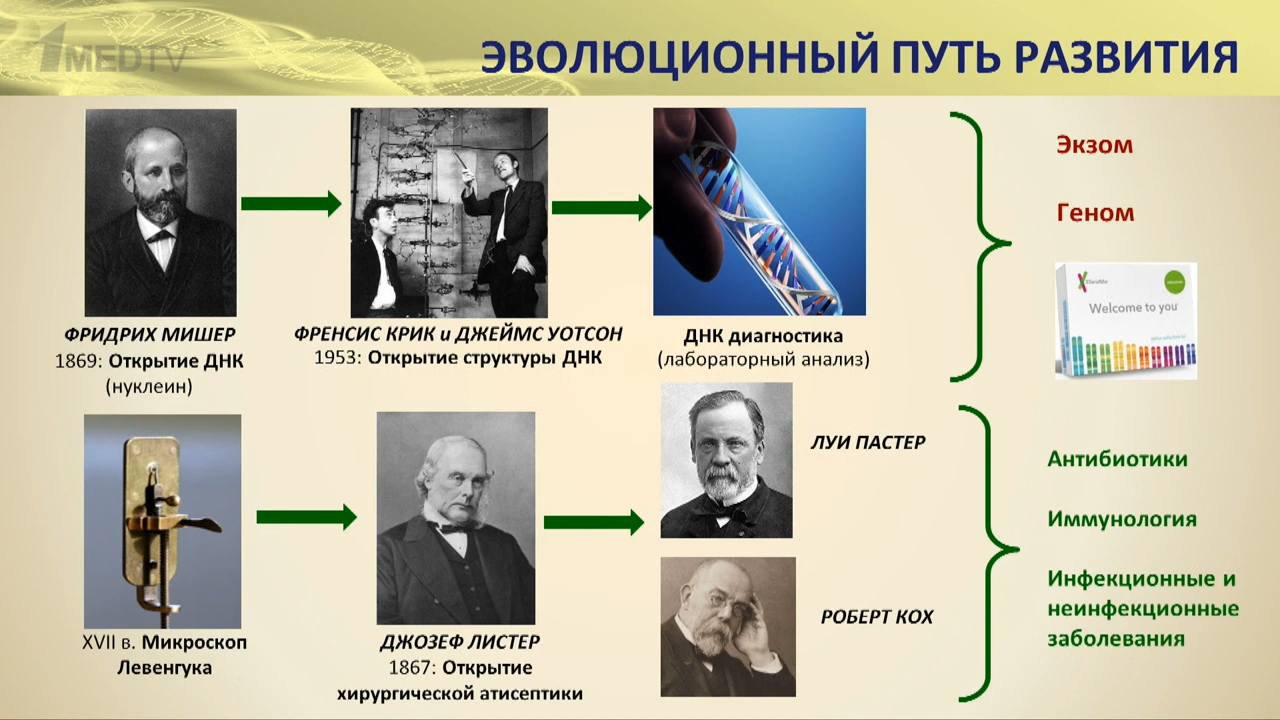 1MEDTV
ЭВОЛЮЦИОННЫЙ ПУТЬ РАЗВИТИЯ
ФРИДРИХ МИШЕР
1869: Открытие ДНК
(нуклеин)
ФРЕНСИС КРИК и ДЖЕЙМС УОТСОН
1953: Открытие структуры ДНК
ДНК диагностика
(лабораторный анализ)
Экзом
Геном
23andMe
Welcome to you
XVII в. Микроскоп
Левенгука
ДЖОЗЕФ ЛИСТЕР
1867: Открытие
хирургической атисептики
ЛУИ ПАСТЕР
РОБЕРТ КОХ
Антибиотики
Иммунология
Инфекционные и
неинфекционные
заболевания